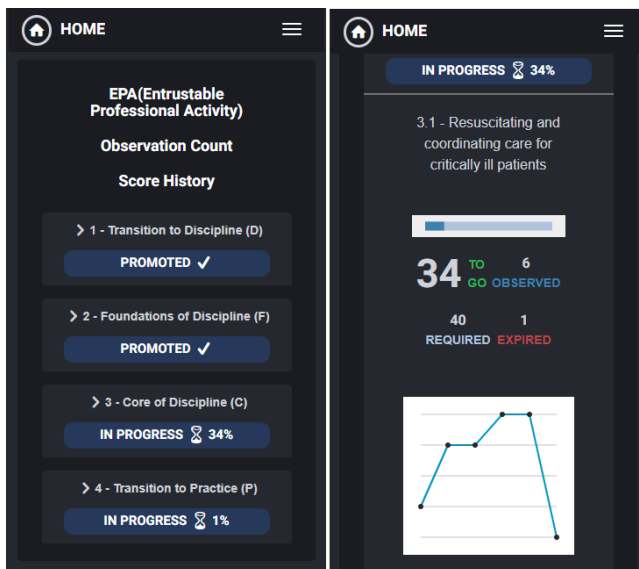 HOME
EPA(Entrustable
Professional Activity)
Observation Count
Score History
1 - Transition to Discipline (D)
PROMOTED
2 - Foundations of Discipline (F)
PROMOTED
3 - Core of Discipline (C)
IN PROGRESS 34%
4 - Transition to Practice (P)
IN PROGRESS 1%
HOME
IN PROGRESS 34%
3.1 - Resuscitating and
coordinating care for
critically ill patients
34 TO GO
6 OBSERVED
40 REQUIRED
1 EXPIRED